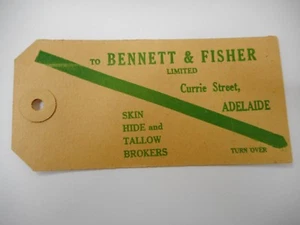 TO BENNETT & FISHER
LIMITED
Currie Street,
ADELAIDE
SKIN
HIDE and
TALLOW
BROKERS
TURN OVER